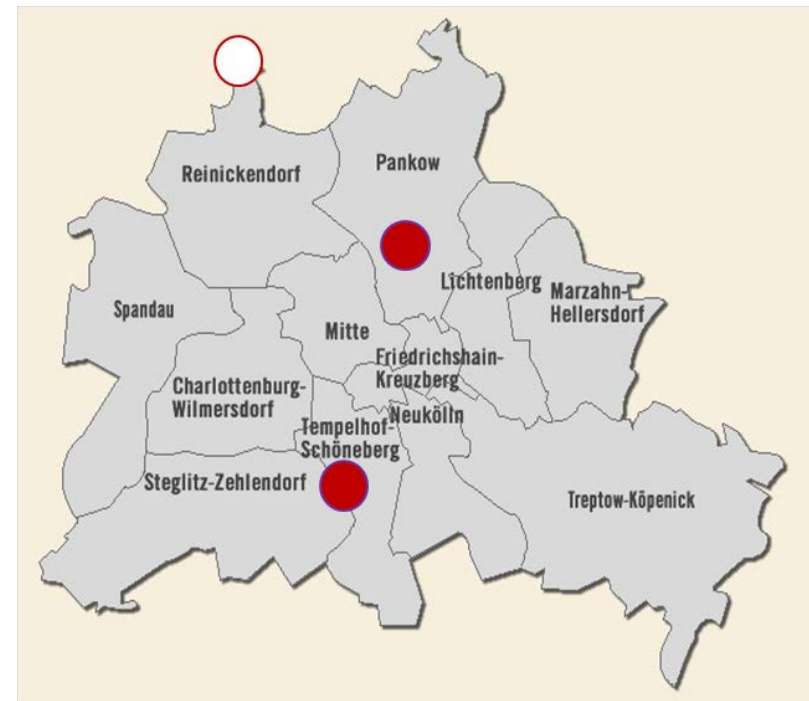 Pankow
Reinickendorf
Lichtenberg
Marzahn-
Hellersdorf
Spandau
Mitte
Friedrichshain-
Kreuzberg
Charlottenburg-
Wilmersdorf
Neukölln
Tempelhof-
Schöneberg
Steglitz-Zehlendorf
Treptow-Köpenick